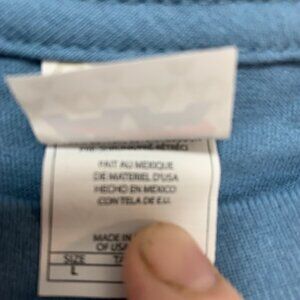 FAIT AU MEXIQUE
DE MATERIEL D'USA
HECHO EN MEXICO
CON TELA DE E.U.
MADE IN
OF USA
SIZE
L